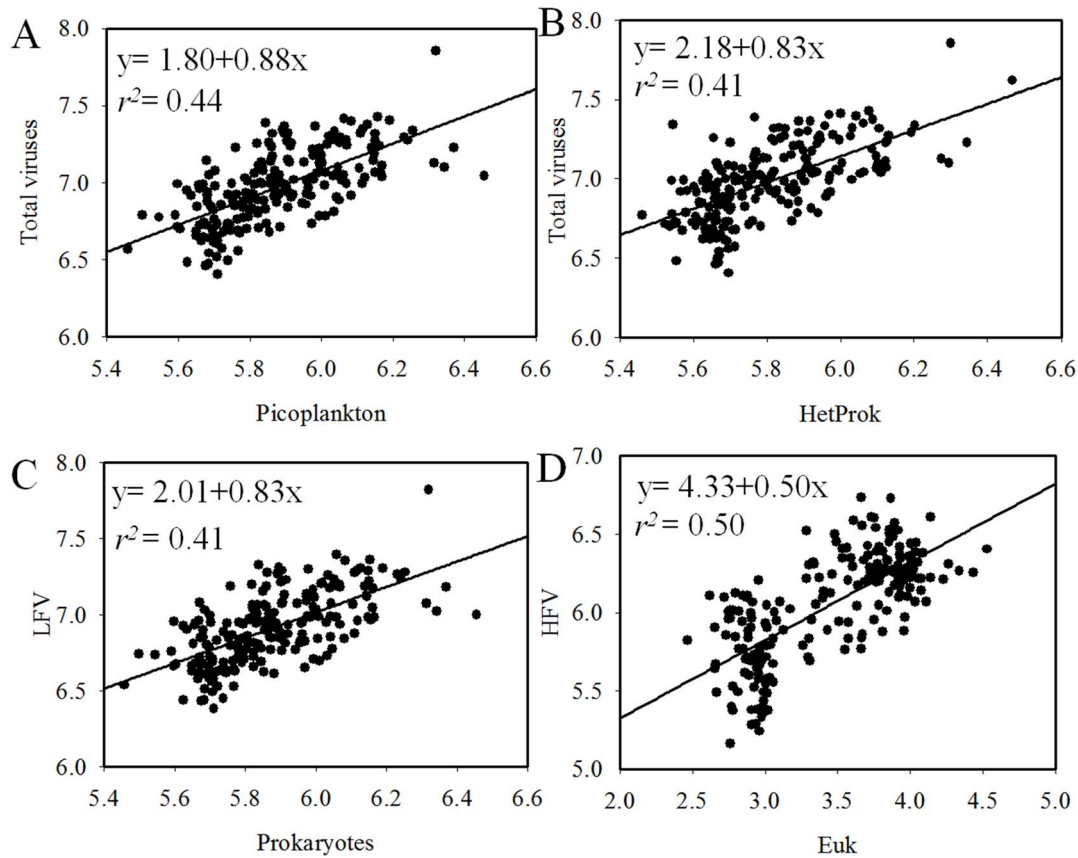 A
8.0
7.5
7.0
6.5
6.0
y= 1.80+0.88x
r²= 0.44
Total viruses
5.4 5.6 5.8 6.0 6.2 6.4 6.6
Picoplankton
B
8.0
7.5
7.0
6.5
6.0
y= 2.18+0.83x
r²= 0.41
Total viruses
5.4 5.6 5.8 6.0 6.2 6.4 6.6
HetProk
C
8.0
7.5
7.0
6.5
6.0
y= 2.01+0.83x
r²= 0.41
LFV
5.4 5.6 5.8 6.0 6.2 6.4 6.6
Prokaryotes
D
7.0
6.5
6.0
5.5
5.0
y= 4.33+0.50x
r²= 0.50
HFV
2.0 2.5 3.0 3.5 4.0 4.5 5.0
Euk